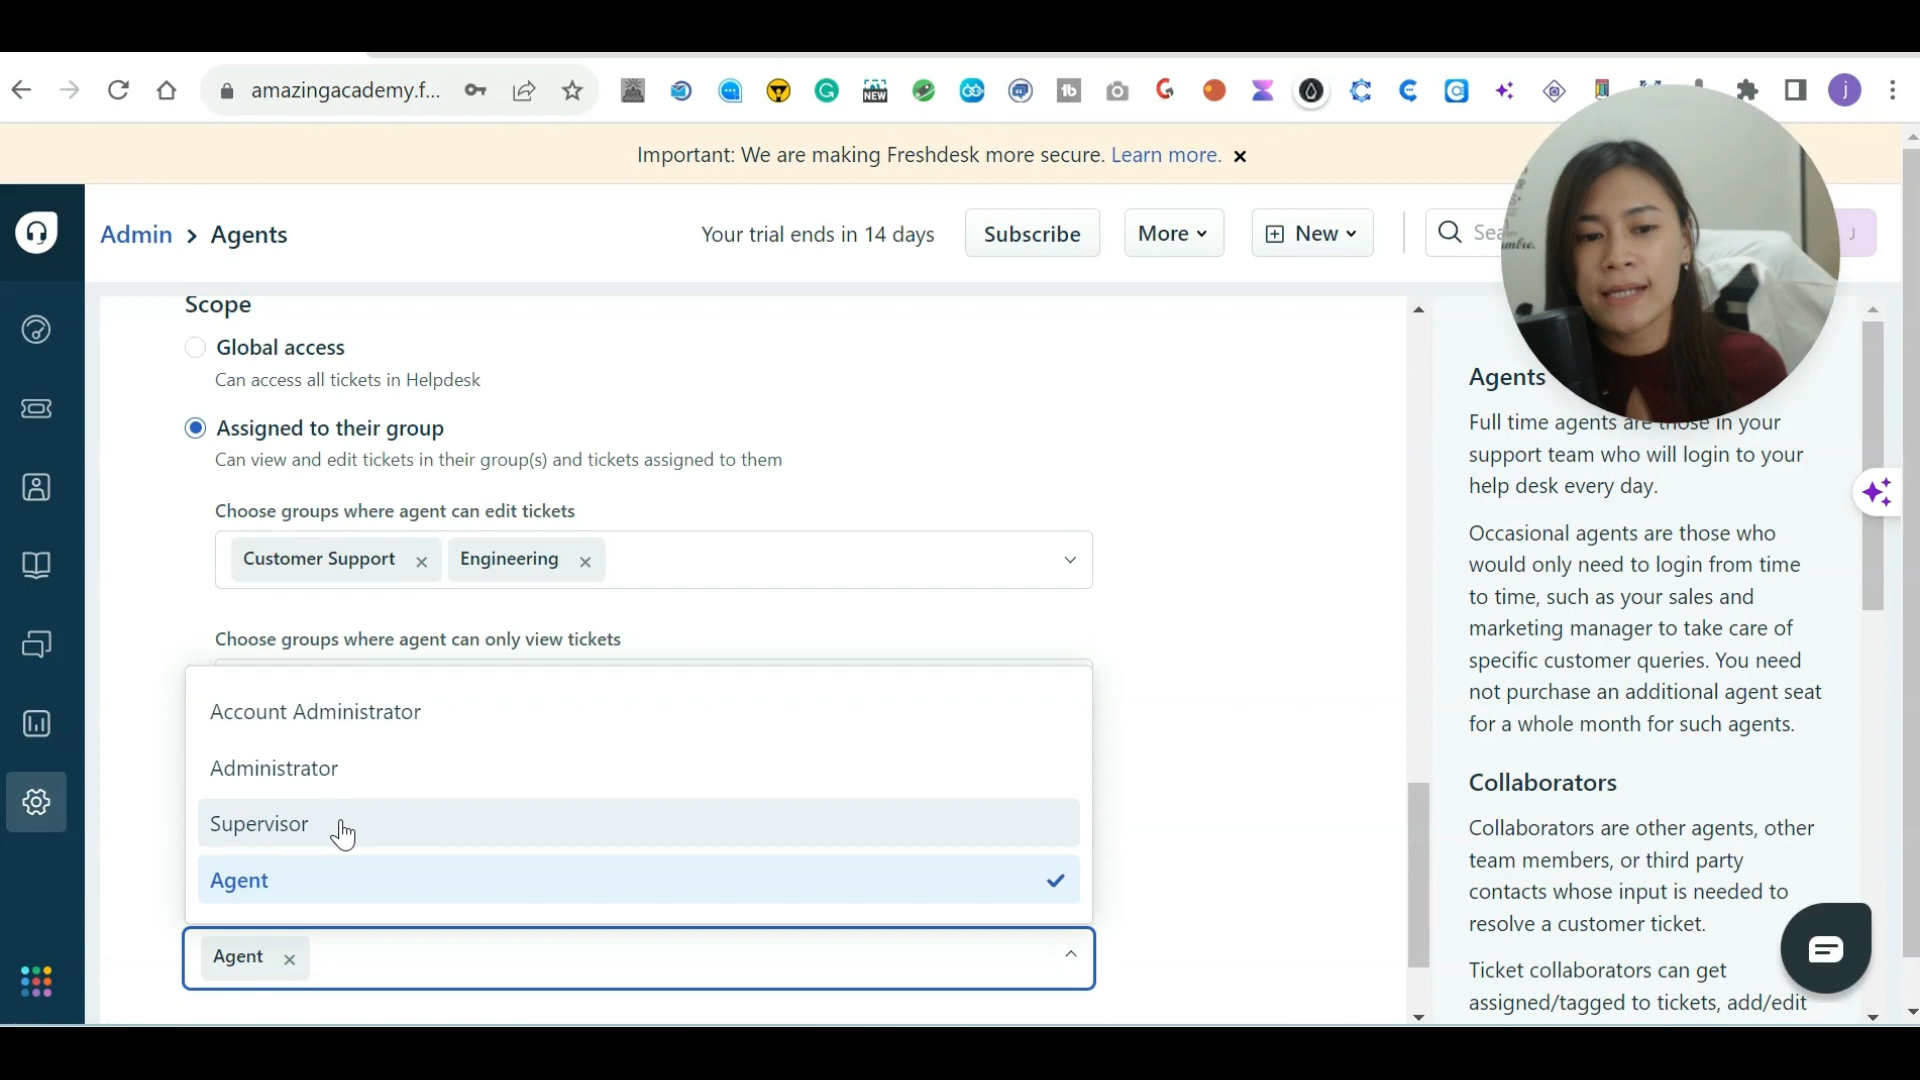 amazingacademy.f...
NEW
1b
j
Important: We are making Freshdesk more secure. Learn more. ×
Admin > Agents
Your trial ends in 14 days
Subscribe
More
New
Sea
J
Scope
Global access
Can access all tickets in Helpdesk
Assigned to their group
Can view and edit tickets in their group(s) and tickets assigned to them
Choose groups where agent can edit tickets
Customer Support ×
Engineering ×
Choose groups where agent can only view tickets
Account Administrator
Administrator
Supervisor
Agent
Agent ×
Agents
Full time agents are those in your
support team who will login to your
help desk every day.
Occasional agents are those who
would only need to login from time
to time, such as your sales and
marketing manager to take care of
specific customer queries. You need
not purchase an additional agent seat
for a whole month for such agents.
Collaborators
Collaborators are other agents, other
team members, or third party
contacts whose input is needed to
resolve a customer ticket.
Ticket collaborators can get
assigned/tagged to tickets, add/edit